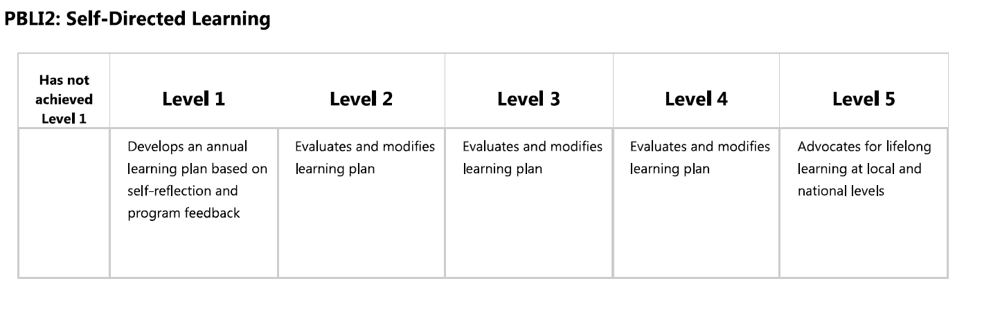 PBLI2: Self-Directed Learning
Has not
achieved
Level 1
Level 1
Level 2
Level 3
Level 4
Level 5
Develops an annual
learning plan based on
self-reflection and
program feedback
Evaluates and modifies
learning plan
Evaluates and modifies
learning plan
Evaluates and modifies
learning plan
Advocates for lifelong
learning at local and
national levels